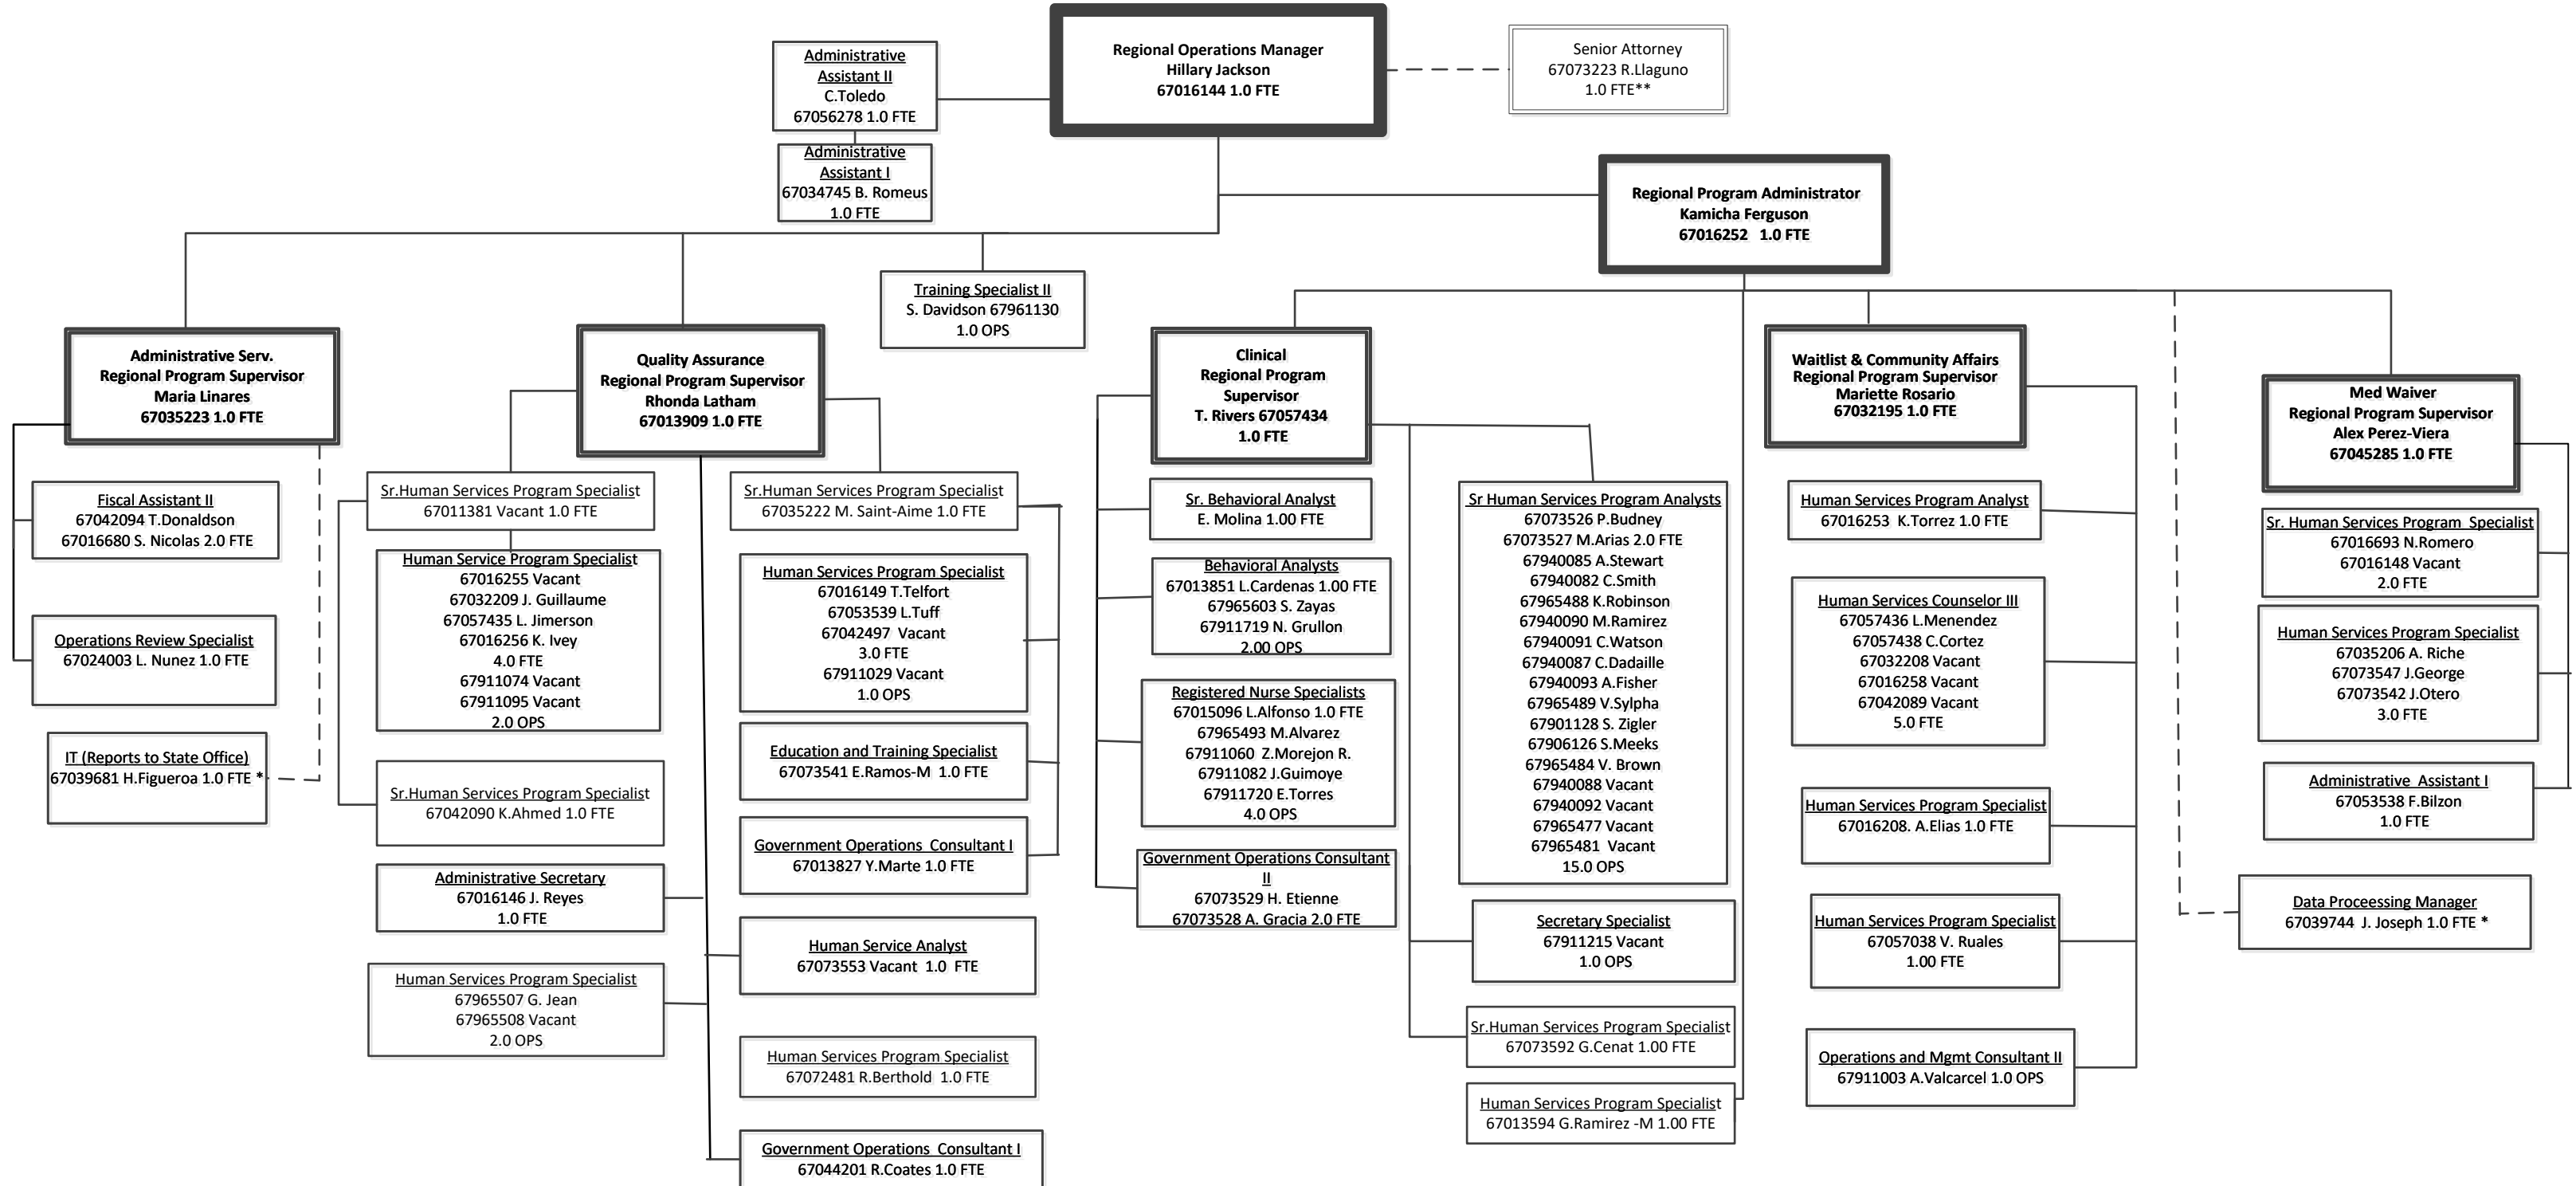 Regional Operations Manager
Hillary Jackson
67016144 1.0 FTE
Senior Attorney
67073223 R.Llaguno
1.0 FTE**
Administrative
Assistant II
C.Toledo
67056278 1.0 FTE
Administrative
Assistant I
67034745 B. Romeus
1.0 FTE
Regional Program Administrator
Kamicha Ferguson
67016252 1.0 FTE
Training Specialist II
S. Davidson 67961130
1.0 OPS
Administrative Serv.
Regional Program Supervisor
Maria Linares
67035223 1.0 FTE
Fiscal Assistant II
67042094 T.Donaldson
67016680 S. Nicolas 2.0 FTE
Operations Review Specialist
67024003 L. Nunez 1.0 FTE
IT (Reports to State Office)
67039681 H.Figueroa 1.0 FTE *
Quality Assurance
Regional Program Supervisor
Rhonda Latham
67013909 1.0 FTE
Sr.Human Services Program Specialist
67011381 Vacant 1.0 FTE
Human Service Program Specialist
67016255 Vacant
67032209 J. Guillaume
67057435 L. Jimerson
67016256 K. Ivey
4.0 FTE
67911074 Vacant
67911095 Vacant
2.0 OPS
Sr.Human Services Program Specialist
67042090 K.Ahmed 1.0 FTE
Administrative Secretary
67016146 J. Reyes
1.0 FTE
Human Services Program Specialist
67965507 G. Jean
67965508 Vacant
2.0 OPS
Sr.Human Services Program Specialist
67035222 M. Saint-Aime 1.0 FTE
Human Services Program Specialist
67016149 T.Telfort
67053539 L.Tuff
67042497 Vacant
3.0 FTE
67911029 Vacant
1.0 OPS
Education and Training Specialist
67073541 E.Ramos-M 1.0 FTE
Government Operations Consultant I
67013827 Y.Marte 1.0 FTE
Human Service Analyst
67073553 Vacant 1.0 FTE
Human Services Program Specialist
67072481 R.Berthold 1.0 FTE
Government Operations Consultant I
67044201 R.Coates 1.0 FTE
Clinical
Regional Program
Supervisor
T. Rivers 67057434
1.0 FTE
Sr. Behavioral Analyst
E. Molina 1.00 FTE
Behavioral Analysts
67013851 L.Cardenas 1.00 FTE
67965603 S. Zayas
67911719 N. Grullon
2.00 OPS
Registered Nurse Specialists
67015096 L.Alfonso 1.0 FTE
67965493 M.Alvarez
67911060 Z.Morejon R.
67911082 J.Guimoye
67911720 E.Torres
4.0 OPS
Government Operations Consultant
II
67073529 H. Etienne
67073528 A. Gracia 2.0 FTE
Sr Human Services Program Analysts
67073526 P.Budney
67073527 M.Arias 2.0 FTE
67940085 A.Stewart
67940082 C.Smith
67965488 K.Robinson
67940090 M.Ramirez
67940091 C.Watson
67940087 C.Dadaille
67940093 A.Fisher
67965489 V.Sylpha
67901128 S. Zigler
67906126 S.Meeks
67965484 V. Brown
67940088 Vacant
67940092 Vacant
67965477 Vacant
67965481 Vacant
15.0 OPS
Secretary Specialist
67911215 Vacant
1.0 OPS
Sr.Human Services Program Specialist
67073592 G.Cenat 1.00 FTE
Human Services Program Specialist
67013594 G.Ramirez -M 1.00 FTE
Waitlist & Community Affairs
Regional Program Supervisor
Mariette Rosario
67032195 1.0 FTE
Human Services Program Analyst
67016253 K.Torrez 1.0 FTE
Human Services Counselor III
67057436 L.Menendez
67057438 C.Cortez
67032208 Vacant
67016258 Vacant
67042089 Vacant
5.0 FTE
Human Services Program Specialist
67016208. A.Elias 1.0 FTE
Human Services Program Specialist
67057038 V. Ruales
1.00 FTE
Operations and Mgmt Consultant II
67911003 A.Valcarcel 1.0 OPS
Med Waiver
Regional Program Supervisor
Alex Perez-Viera
67045285 1.0 FTE
Sr. Human Services Program Specialist
67016693 N.Romero
67016148 Vacant
2.0 FTE
Human Services Program Specialist
67035206 A. Riche
67073547 J.George
67073542 J.Otero
3.0 FTE
Administrative Assistant I
67053538 F.Bilzon
1.0 FTE
Data Proceessing Manager
67039744 J. Joseph 1.0 FTE *